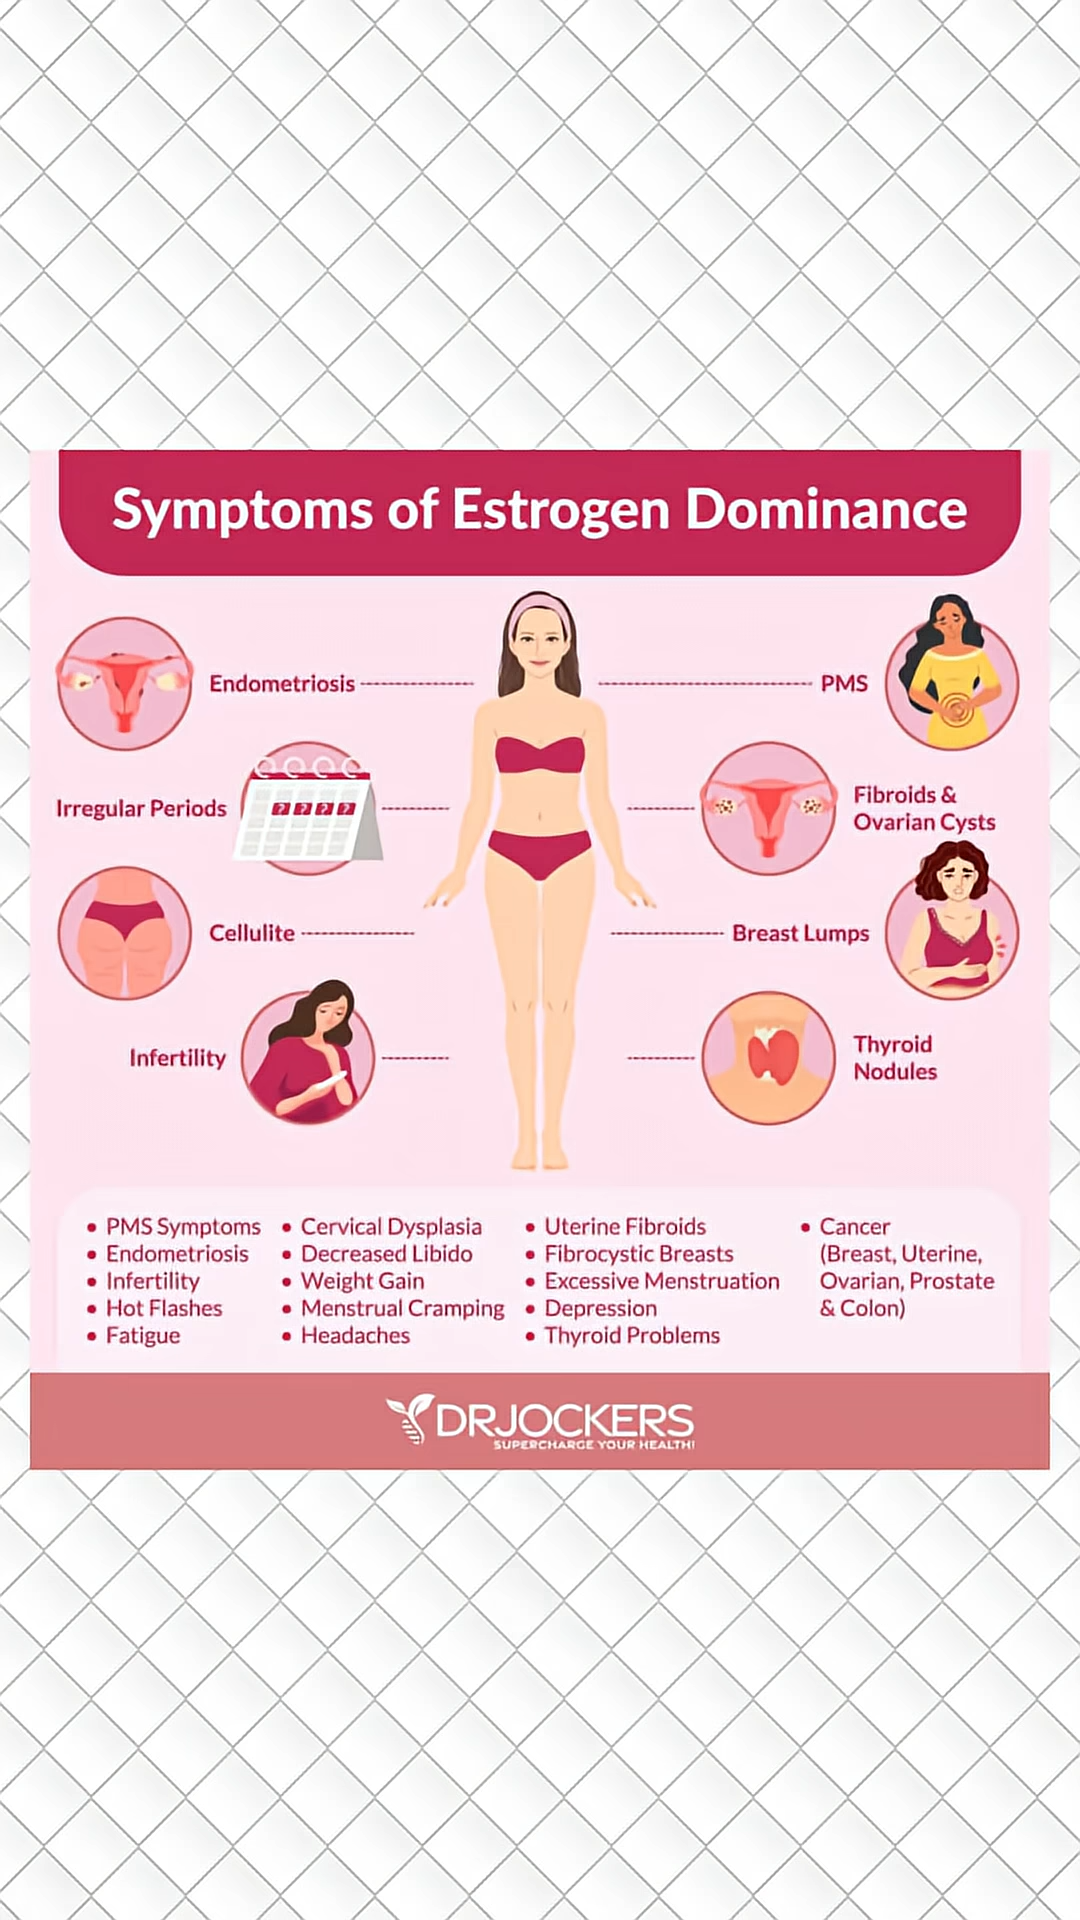 Symptoms of Estrogen Dominance
Endometriosis
PMS
Irregular Periods
? ? ? ?
Fibroids &
Ovarian Cysts
Cellulite
Breast Lumps
Infertility
Thyroid
Nodules
• PMS Symptoms
• Endometriosis
• Infertility
• Hot Flashes
• Fatigue
• Cervical Dysplasia
• Decreased Libido
• Weight Gain
• Menstrual Cramping
• Headaches
• Uterine Fibroids
• Fibrocystic Breasts
• Excessive Menstruation
• Depression
• Thyroid Problems
• Cancer
(Breast, Uterine,
Ovarian, Prostate
& Colon)
DRJOCKERS
SUPERCHARGE YOUR HEALTH!